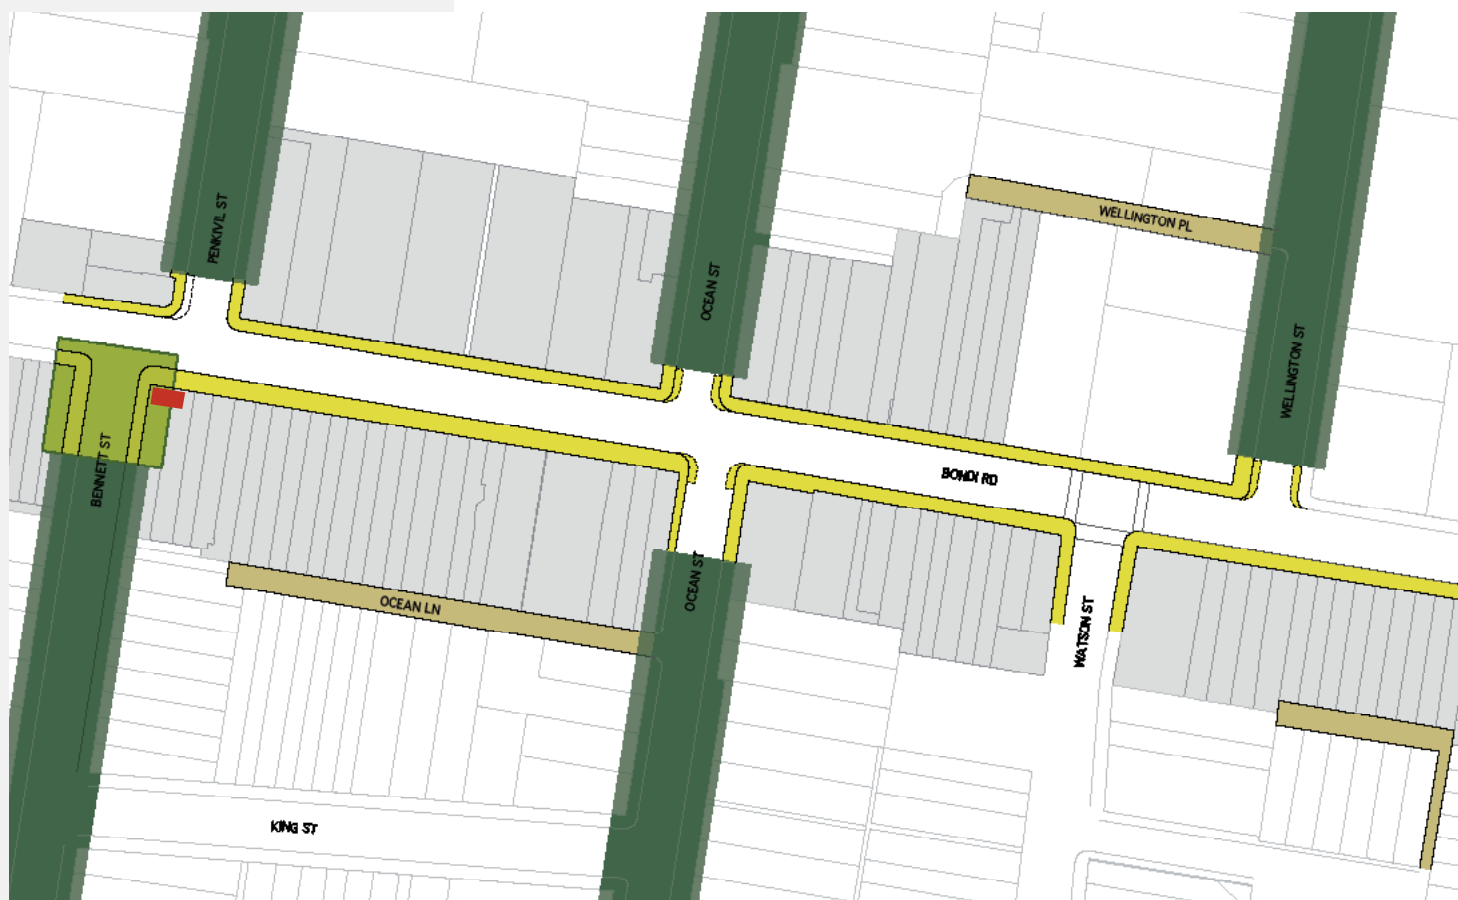 PENKIVIL ST
OCEAN ST
WELLINGTON PL
WELLINGTON ST
BENNETT ST
BONDI RD
OCEAN LN
OCEAN ST
WATSON ST
KING ST